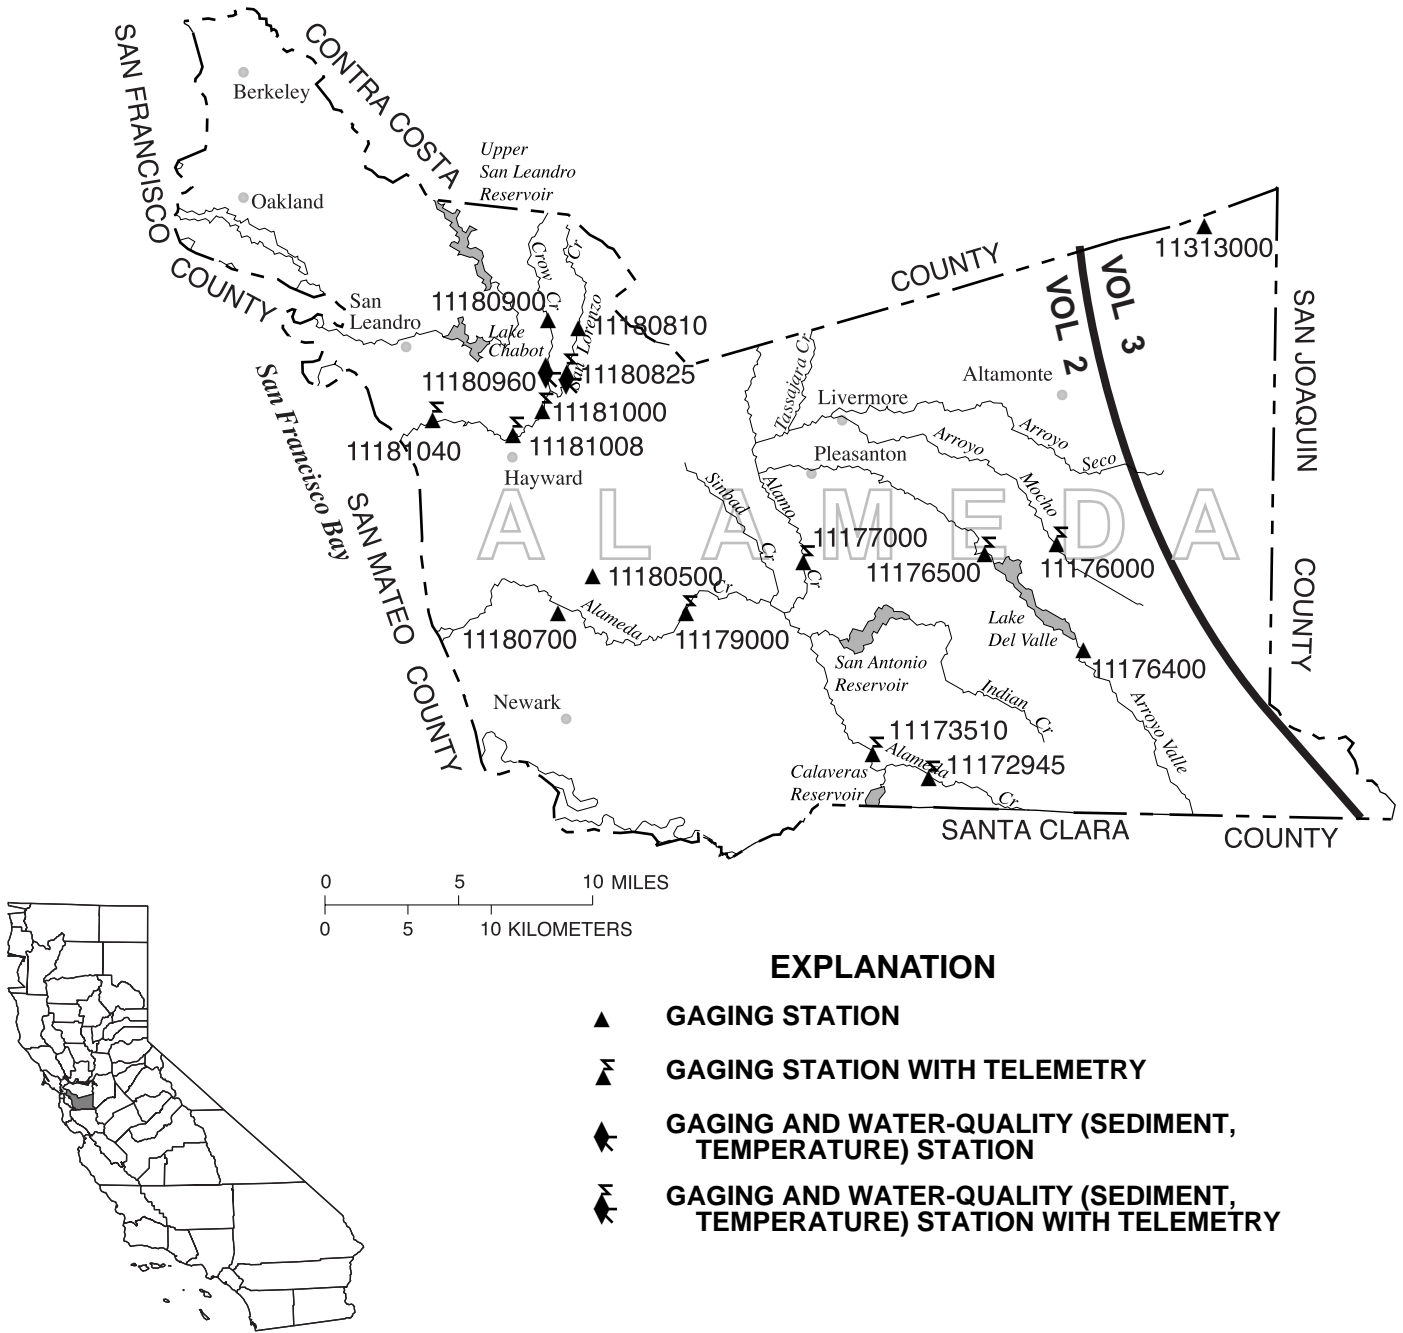 SAN FRANCISCO
COUNTY
CONTRA COSTA
COUNTY
Berkeley
Oakland
Upper
San Leandro
Reservoir
Crow Cr
San Lorenzo Cr
San
Leandro
11180900
11180810
Lake
Chabot
11180960
11180825
11181000
11181040
11181008
Hayward
San Francisco Bay
SAN MATEO COUNTY
11313000
VOL 2
VOL 3
SAN JOAQUIN
COUNTY
Altamonte
Livermore
Tassajara Cr
Arroyo Seco
Arroyo Mocho
Pleasanton
Sinbad Cr
Alamo Cr
ALAMEDA
11177000
11176500
11176000
11180500
Alameda Cr
11180700
11179000
Lake
Del Valle
San Antonio
Reservoir
11176400
Indian Cr
Arroyo Valle
Newark
11173510
Alameda Cr
11172945
Calaveras
Reservoir
SANTA CLARA COUNTY
0 5 10 MILES
0 5 10 KILOMETERS
EXPLANATION
GAGING STATION
GAGING STATION WITH TELEMETRY
GAGING AND WATER-QUALITY (SEDIMENT,
TEMPERATURE) STATION
GAGING AND WATER-QUALITY (SEDIMENT,
TEMPERATURE) STATION WITH TELEMETRY